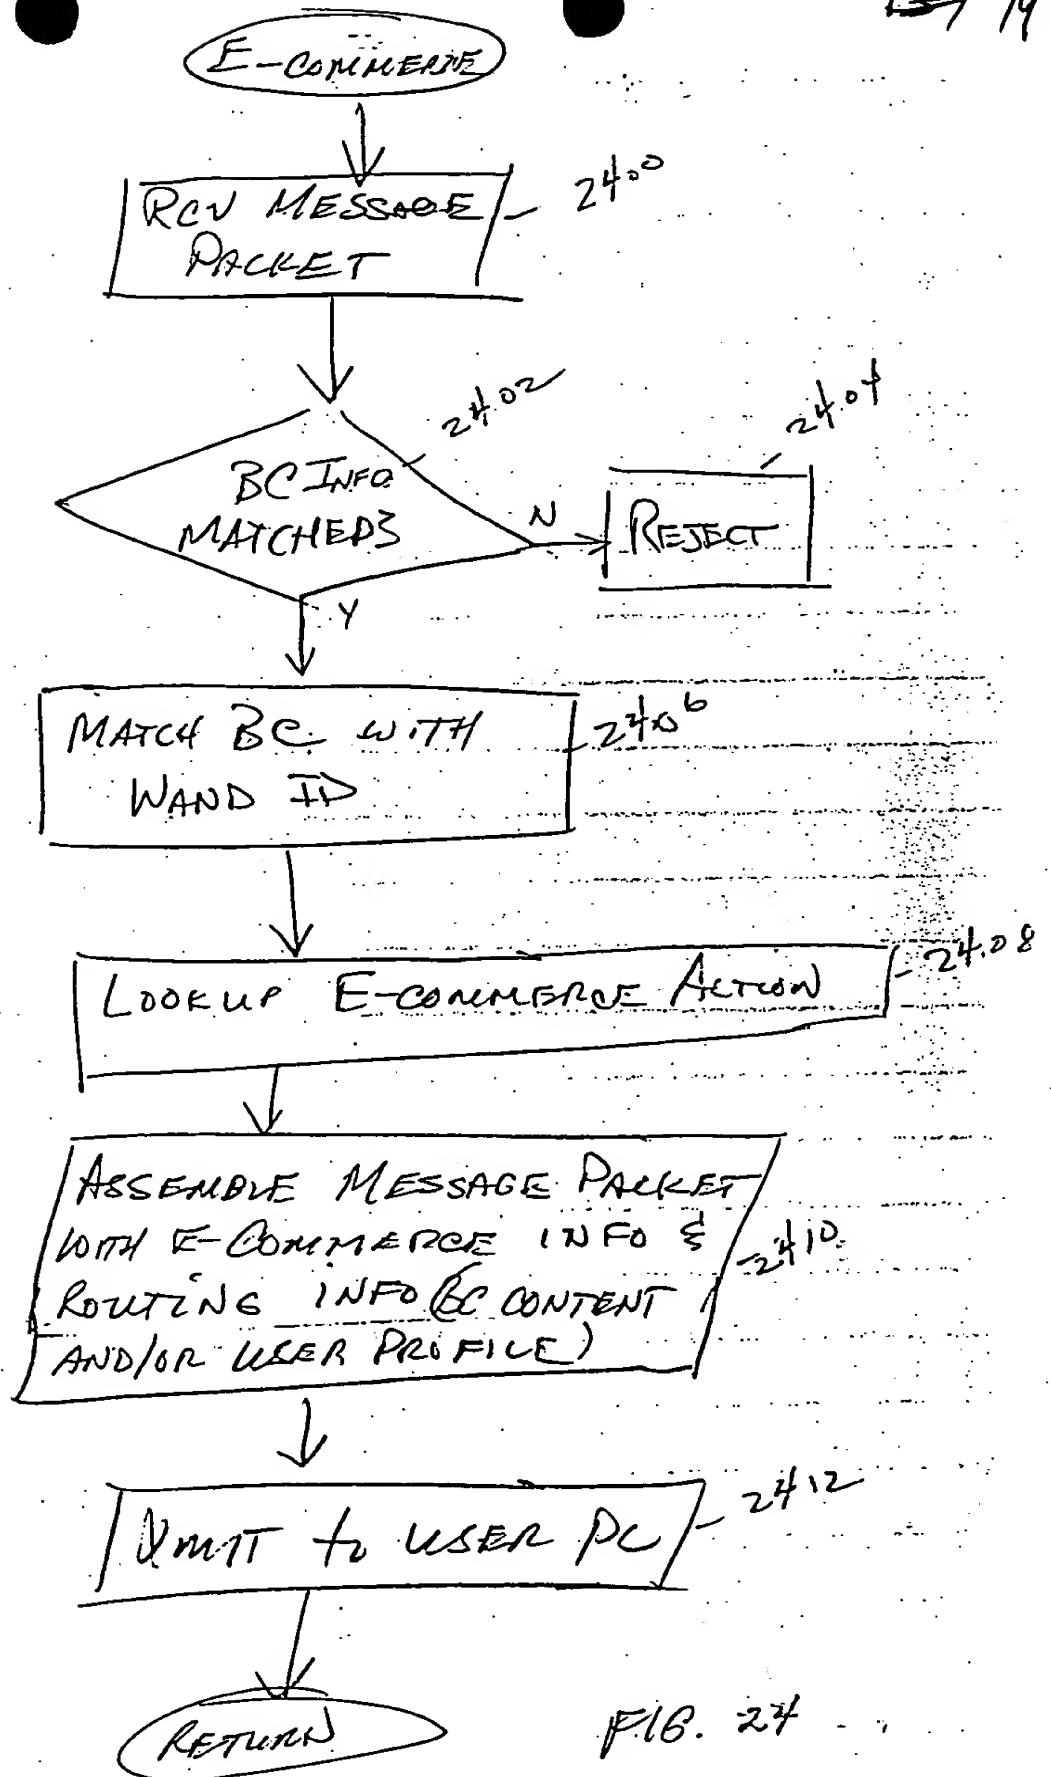 E-COMMERCE
RCV MESSAGE
PACKET
2400
BC INFO
MATCHED?
2402
N
REJECT
2404
Y
MATCH BC WITH
WAND ID
2406
LOOKUP E-COMMERCE ACTION
2408
ASSEMBLE MESSAGE PACKET
WITH E-COMMERCE INFO &
ROUTING INFO (BC CONTENT
AND/OR USER PROFILE)
2410
XMIT to USER PC
2412
RETURN
FIG. 24